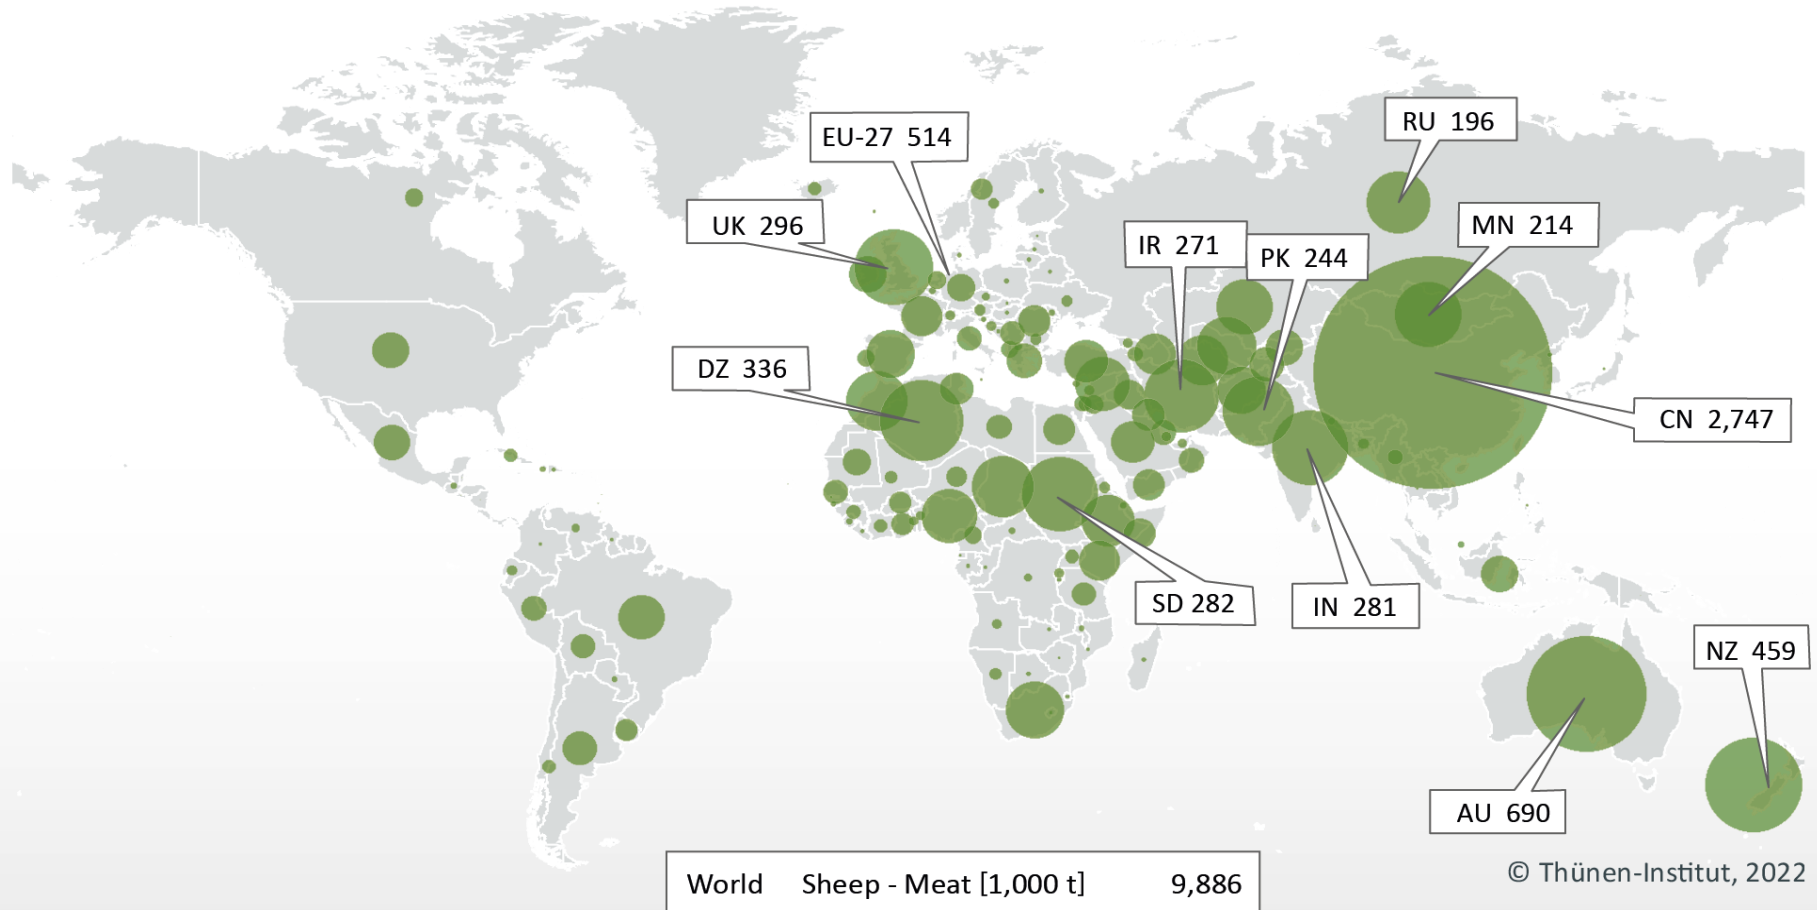 RU 196
EU-27 514
UK 296
MN 214
IR 271
PK 244
DZ 336
CN 2,747
SD 282
IN 281
NZ 459
AU 690
© Thünen-Institut, 2022
World Sheep - Meat [1,000 t] 9,886